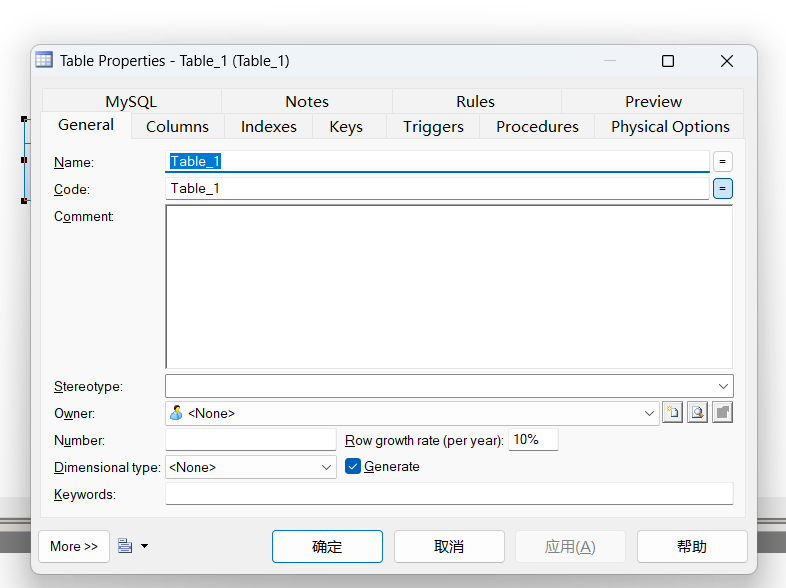 Table Properties - Table_1 (Table_1)
MySQL Notes Rules Preview
General Columns Indexes Keys Triggers Procedures Physical Options
Name: Table_1 =
Code: Table_1 =
Comment:
Stereotype:
Owner: <None>
Number: Row growth rate (per year): 10%
Dimensional type: <None> Generate
Keywords:
More >> 确定 取消 应用(A) 帮助